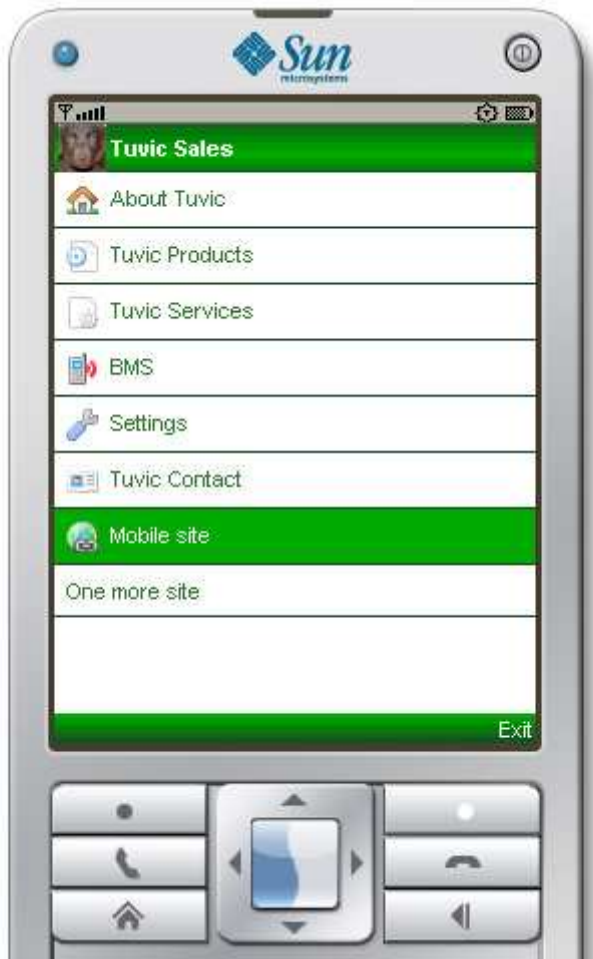 Sun
microsystems
Tuvic Sales
About Tuvic
Tuvic Products
Tuvic Services
BMS
Settings
Tuvic Contact
Mobile site
One more site
Exit